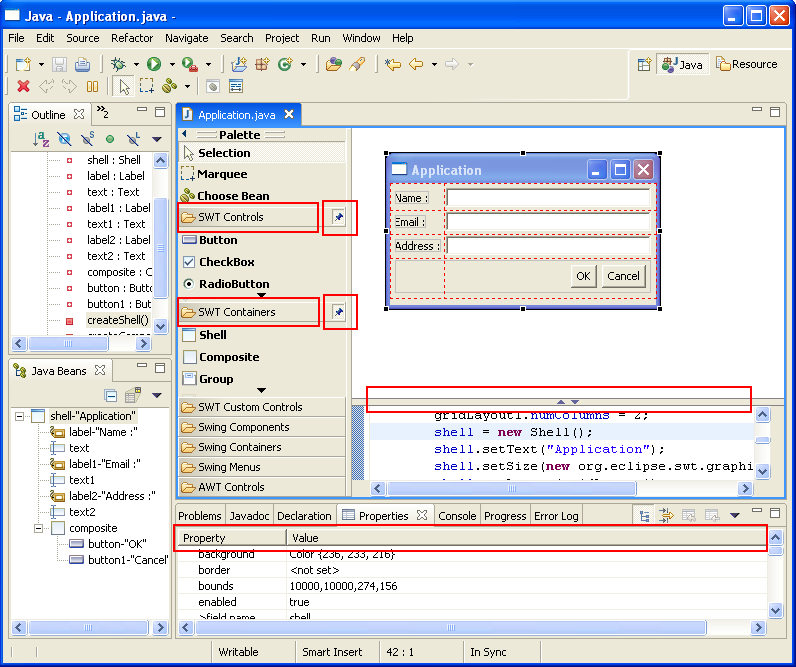 Java - Application.java -
File Edit Source Refactor Navigate Search Project Run Window Help
Java
Resource
Outline
2
shell : Shell
label : Label
text : Text
label1 : Label
text1 : Text
label2 : Label
text2 : Text
composite : C
button : Butto
button1 : But
createShell()
Java Beans
shell-"Application"
label-"Name :"
text
label1-"Email :"
text1
label2-"Address :"
text2
composite
button-"OK"
button1-"Cancel"
Application.java
Palette
Selection
Marquee
Choose Bean
SWT Controls
Button
CheckBox
RadioButton
SWT Containers
Shell
Composite
Group
SWT Custom Controls
Swing Components
Swing Containers
Swing Menus
AWT Controls
Application
Name :
Email :
Address :
OK Cancel
gridLayout1.numColumns = 2;
shell = new Shell();
shell.setText("Application");
shell.setSize(new org.eclipse.swt.graphi
Problems Javadoc Declaration Properties Console Progress Error Log
Property Value
background Color {236, 233, 216}
border <not set>
bounds 10000,10000,274,156
enabled true
>field name shell
Writable Smart Insert 42 : 1 In Sync